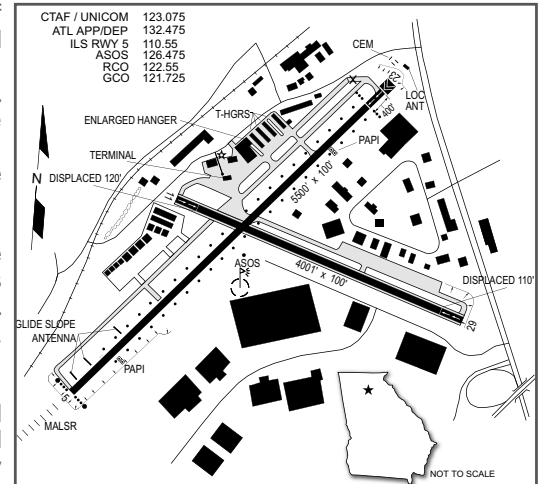 CTAF / UNICOM 123.075
ATL APP/DEP 132.475
ILS RWY 5 110.55
ASOS 126.475
RCO 122.55
GCO 121.725
CEM
23
LOC
ANT
400'
T-HGRS
ENLARGED HANGER
PAPI
TERMINAL
5500' X 100'
DISPLACED 120'
11
N
ASOS
4001' X 100'
DISPLACED 110'
29
GLIDE SLOPE
ANTENNA
PAPI
5
MALSR
NOT TO SCALE